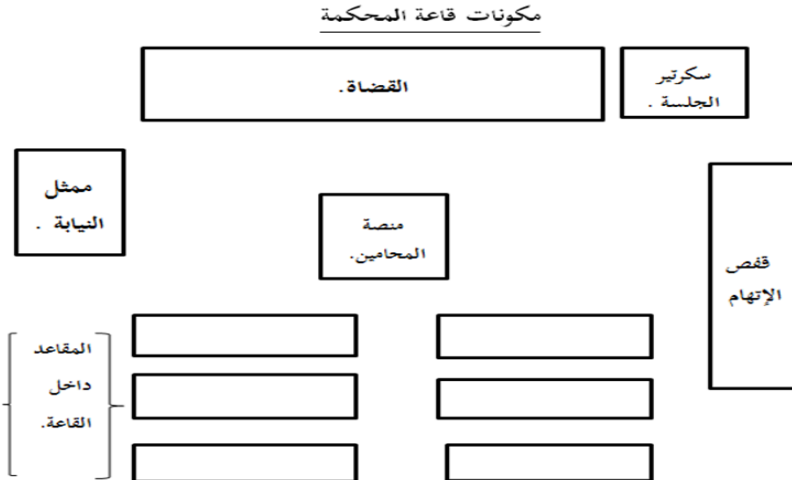 مكونات قاعة المحكمة
سكرتير
الجلسة .
القضاة.
ممثل
النيابة .
منصة
المحامين.
قفص
الإتهام
المقاعد
داخل
القاعة.